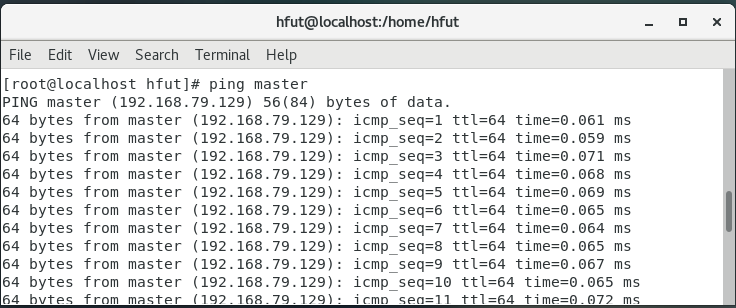 hfut@localhost:/home/hfut
File Edit View Search Terminal Help
[root@localhost hfut]# ping master
PING master (192.168.79.129) 56(84) bytes of data.
64 bytes from master (192.168.79.129): icmp_seq=1 ttl=64 time=0.061 ms
64 bytes from master (192.168.79.129): icmp_seq=2 ttl=64 time=0.059 ms
64 bytes from master (192.168.79.129): icmp_seq=3 ttl=64 time=0.071 ms
64 bytes from master (192.168.79.129): icmp_seq=4 ttl=64 time=0.068 ms
64 bytes from master (192.168.79.129): icmp_seq=5 ttl=64 time=0.069 ms
64 bytes from master (192.168.79.129): icmp_seq=6 ttl=64 time=0.065 ms
64 bytes from master (192.168.79.129): icmp_seq=7 ttl=64 time=0.064 ms
64 bytes from master (192.168.79.129): icmp_seq=8 ttl=64 time=0.065 ms
64 bytes from master (192.168.79.129): icmp_seq=9 ttl=64 time=0.067 ms
64 bytes from master (192.168.79.129): icmp_seq=10 ttl=64 time=0.065 ms
64 bytes from master (192.168.79.129): icmp_seq=11 ttl=64 time=0.072 ms